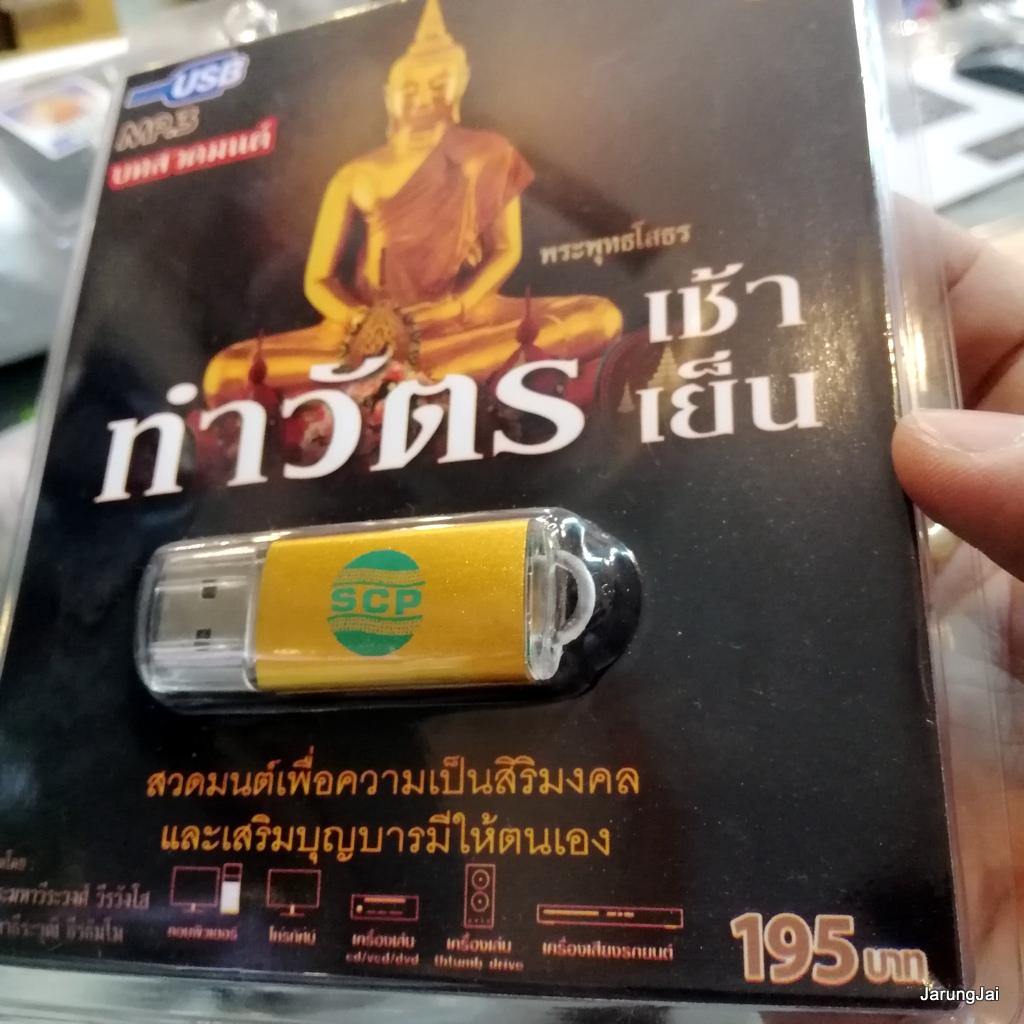 USB
MP.3
บทสวดมนต์
พระพุทธโสธร
ทำวัตร
เช้า
เย็น
SCP
สวดมนต์เพื่อความเป็นสิริมงคล
และเสริมบุญบารมีให้ตนเอง
คอมพิวเตอร์
โทรทัศน์
เครื่องเล่น
cd/vcd/dvd
เครื่องเล่น
thumb drive
เครื่องเสียงรถยนต์
195 บาท
JarungJai